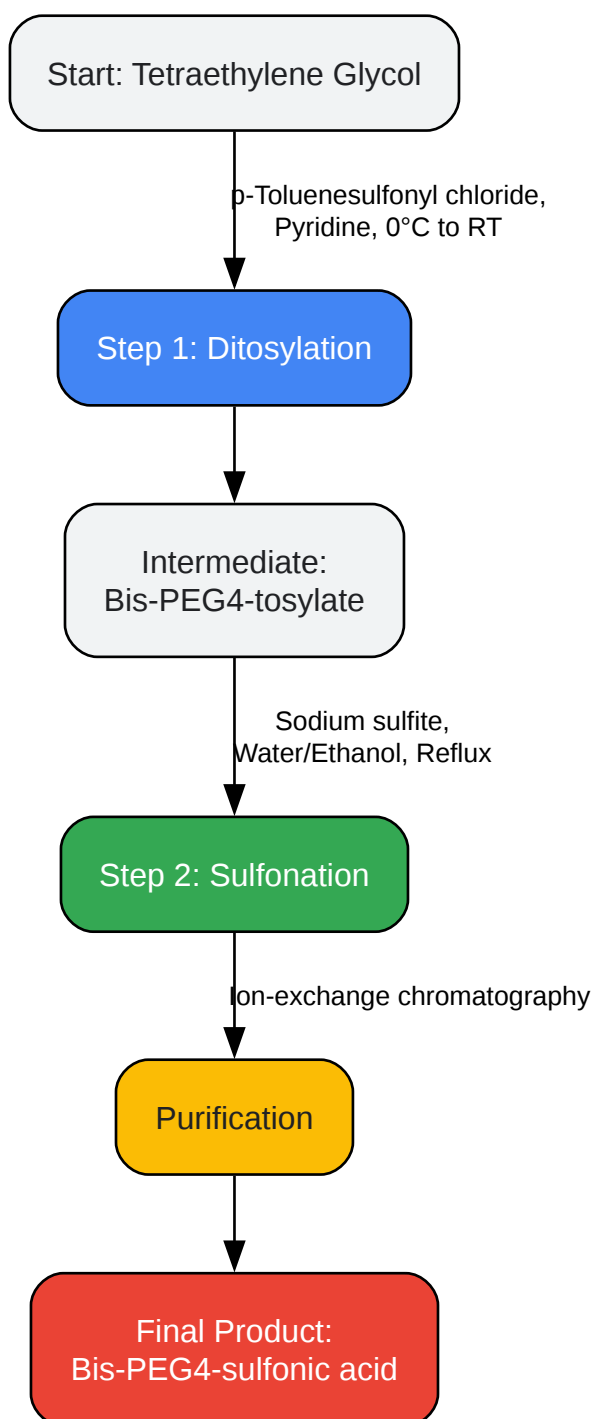 Start: Tetraethylene Glycol
p-Toluenesulfonyl chloride,
Pyridine, 0°C to RT
Step 1: Ditosylation
Intermediate:
Bis-PEG4-tosylate
Sodium sulfite,
Water/Ethanol, Reflux
Step 2: Sulfonation
Ion-exchange chromatography
Purification
Final Product:
Bis-PEG4-sulfonic acid